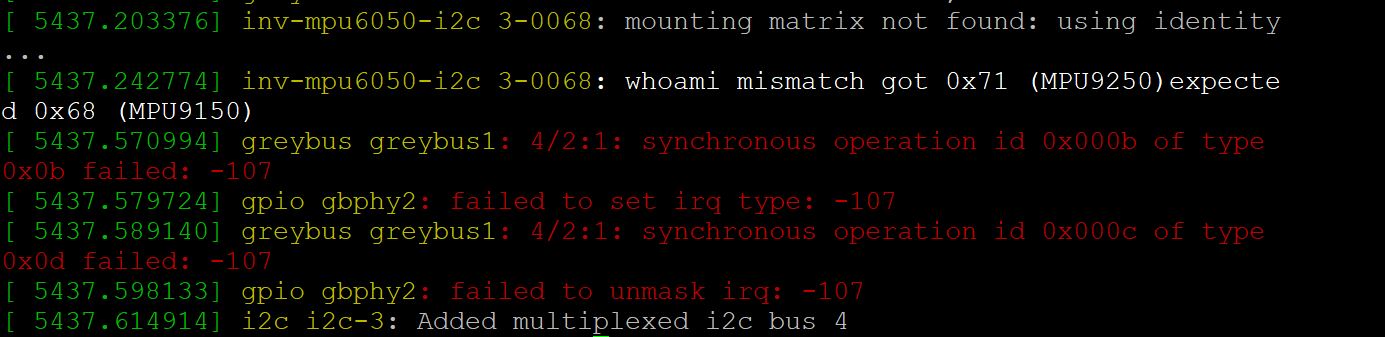 [ 5437.203376] inv-mpu6050-i2c 3-0068: mounting matrix not found: using identity
...
[ 5437.242774] inv-mpu6050-i2c 3-0068: whoami mismatch got 0x71 (MPU9250)expecte
d 0x68 (MPU9150)
[ 5437.570994] greybus greybus1: 4/2:1: synchronous operation id 0x000b of type
0x0b failed: -107
[ 5437.579724] gpio gbphy2: failed to set irq type: -107
[ 5437.589140] greybus greybus1: 4/2:1: synchronous operation id 0x000c of type
0x0d failed: -107
[ 5437.598133] gpio gbphy2: failed to unmask irq: -107
[ 5437.614914] i2c i2c-3: Added multiplexed i2c bus 4